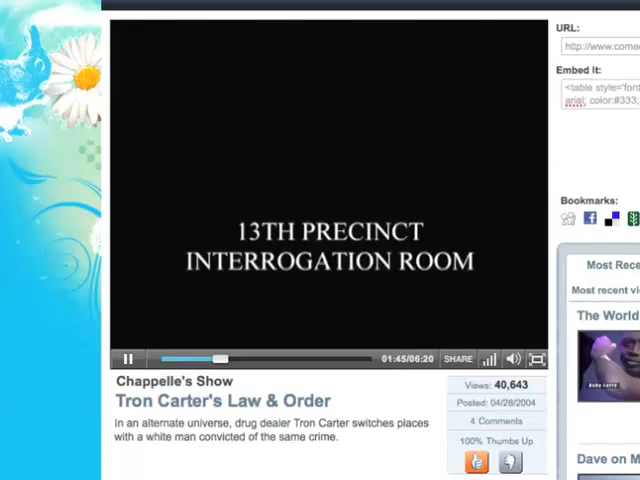 URL:
http://www.come
Embed It:
<table style='font
arial; color:#333;
13TH PRECINCT
INTERROGATION ROOM
Bookmarks:
Most Rece
Most recent vi
The World
01:45/06:20 SHARE
Chappelle's Show
Tron Carter's Law & Order
In an alternate universe, drug dealer Tron Carter switches places
with a white man convicted of the same crime.
Views: 40,643
Posted: 04/28/2004
4 Comments
100% Thumbs Up
Dave on M